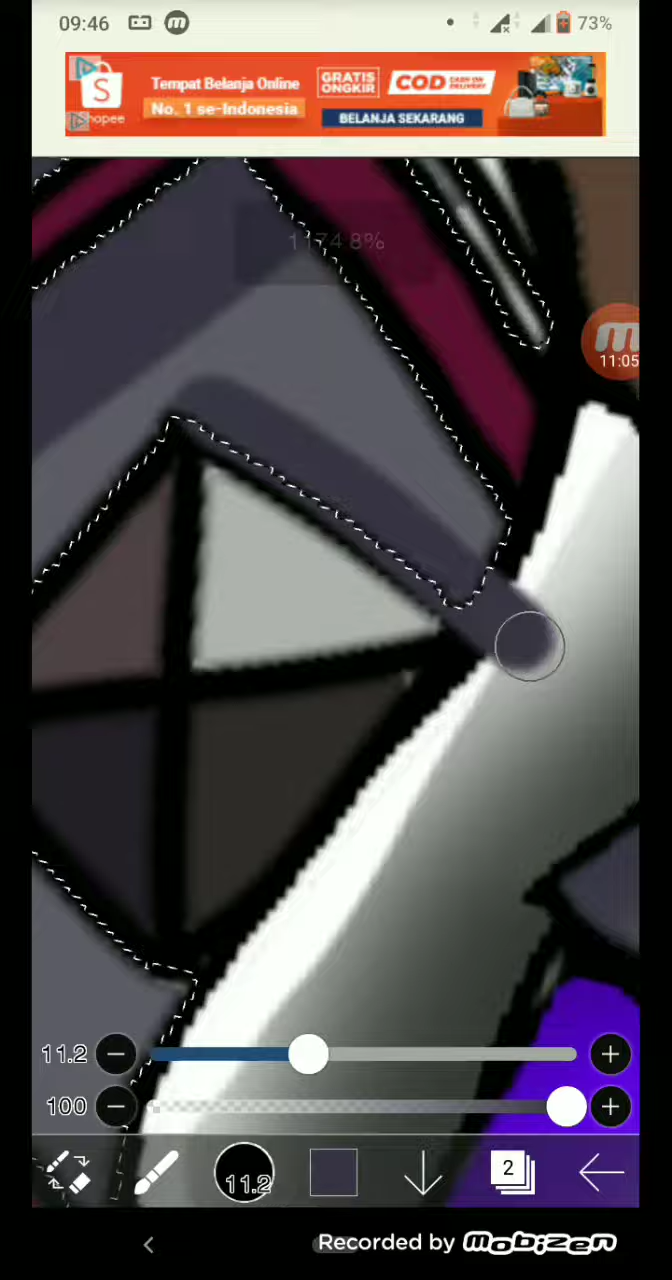 09:46
73%
Tempat Belanja Online
No. 1 se-Indonesia
GRATIS
ONGKIR
COD
BELANJA SEKARANG
S
hopee
1174.8%
m
11:05
11.2
100
11.2
2
Recorded by mobizen